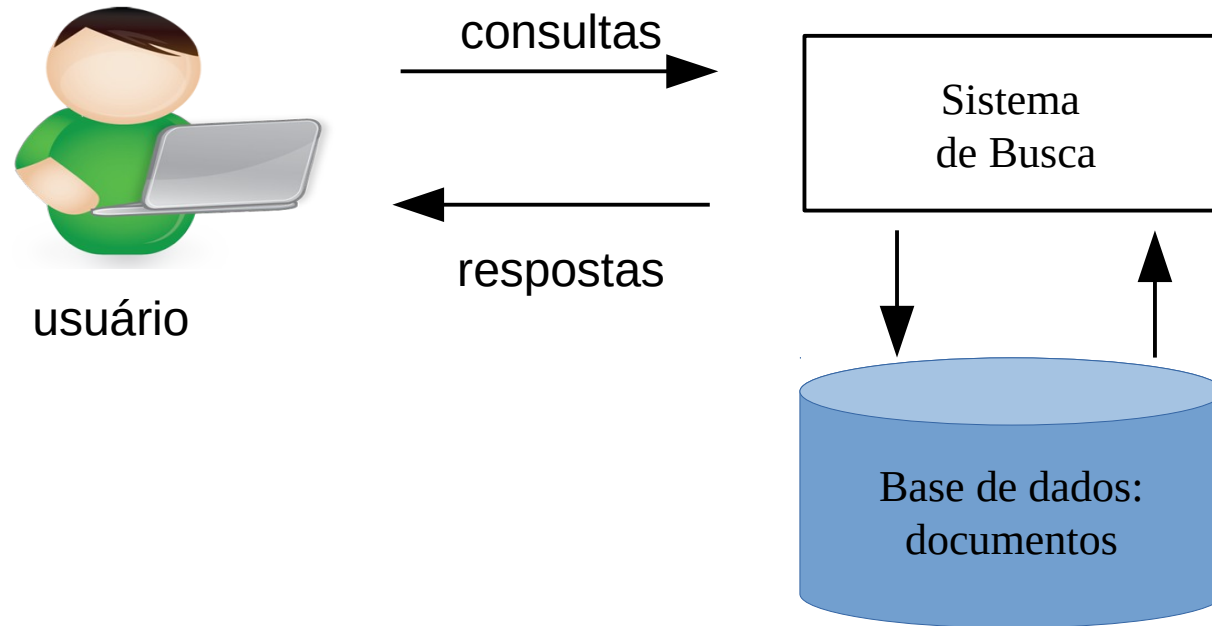 consultas
Sistema
de Busca
respostas
usuário
Base de dados:
documentos